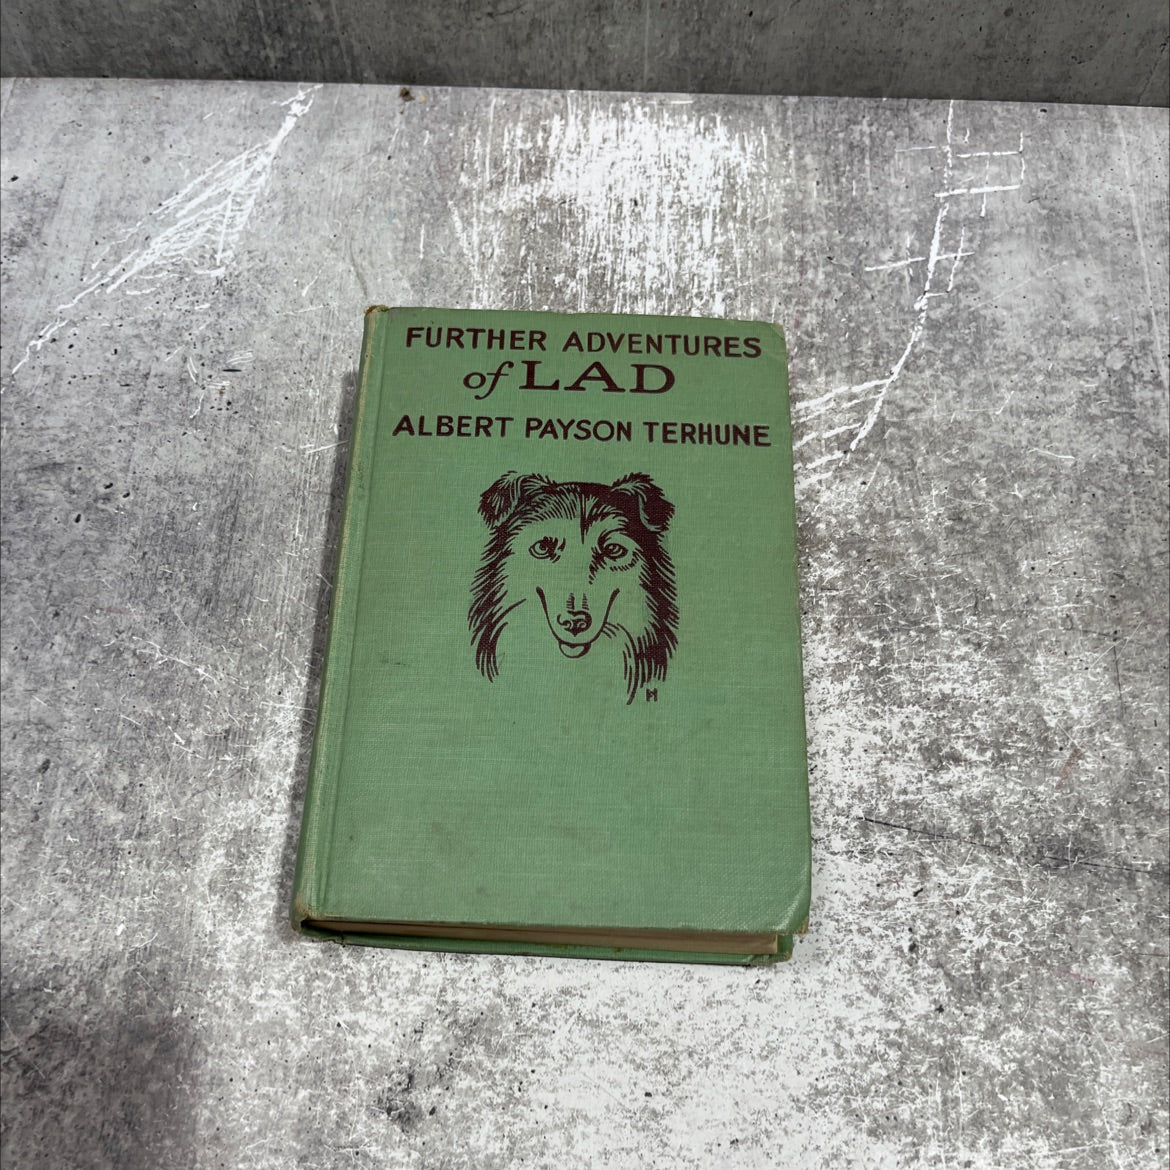 FURTHER ADVENTURES
of LAD
ALBERT PAYSON TERHUNE